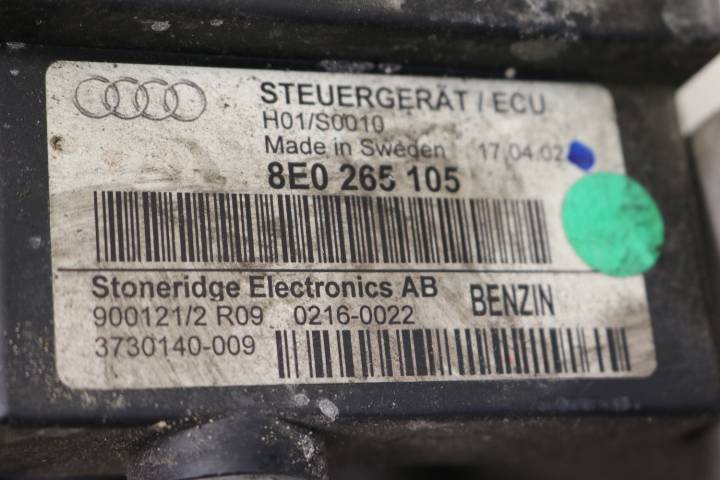 STEUERGERÄT / ECU
H01/S0010
Made in Sweden 17.04.02
8E0 265 105
Stoneridge Electronics AB
BENZIN
900121/2 R09 0216-0022
3730140-009